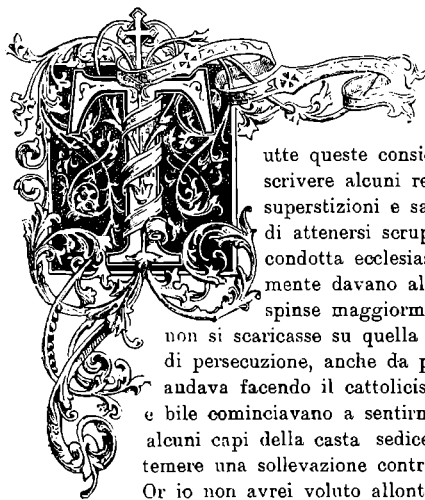 Tutte queste consi
scrivere alcuni re
superstizioni e sa
di attenersi scrup
condotta ecclesias
mente davano al
spinse maggiorm
non si scaricasse su quella
di persecuzione, anche da p
andava facendo il cattolicis
e bile cominciavano a sentirn
alcuni capi della casta sedice
temere una sollevazione contr
Or io non avrei voluto allont